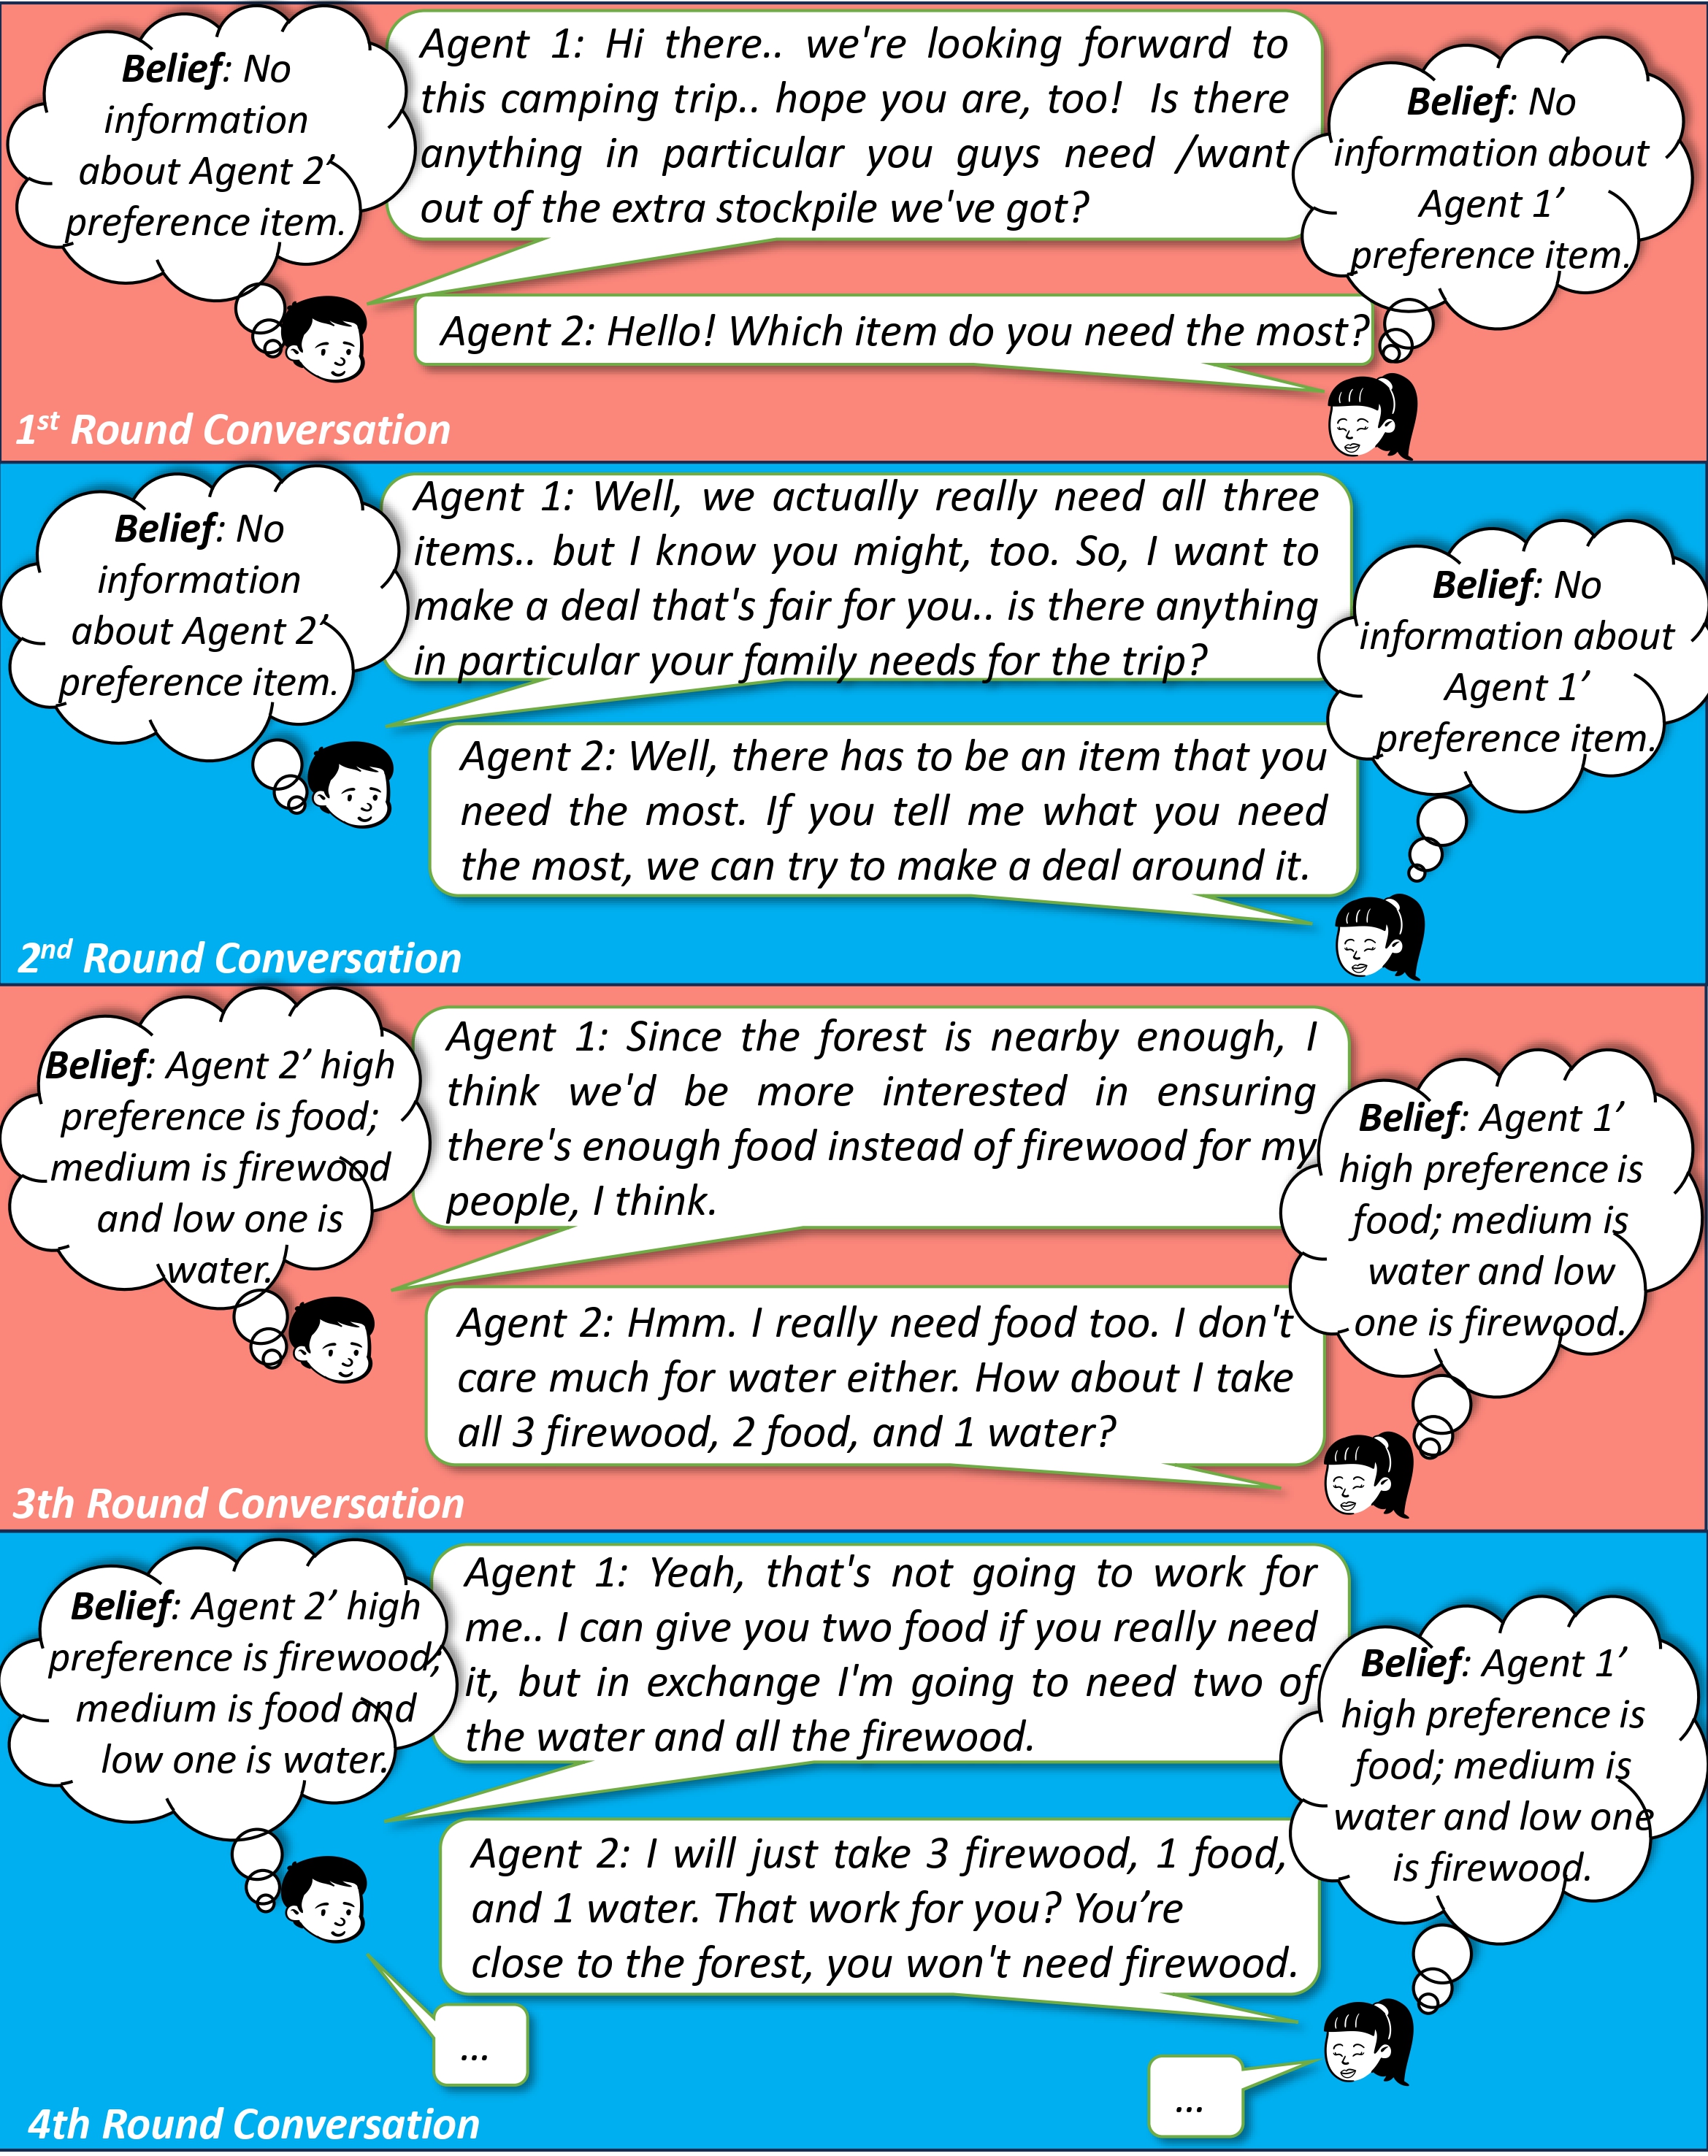 Belief: No
information
about Agent 2’
preference item.
Agent 1: Hi there.. we're looking forward to
this camping trip.. hope you are, too! Is there
anything in particular you guys need /want
out of the extra stockpile we've got?
Belief: No
information about
Agent 1’
preference item.
Agent 2: Hello! Which item do you need the most?
1st Round Conversation
Belief: No
information
about Agent 2’
preference item.
Agent 1: Well, we actually really need all three
items.. but I know you might, too. So, I want to
make a deal that's fair for you.. is there anything
in particular your family needs for the trip?
Belief: No
information about
Agent 1’
preference item.
Agent 2: Well, there has to be an item that you
need the most. If you tell me what you need
the most, we can try to make a deal around it.
2nd Round Conversation
Belief: Agent 2’ high
preference is food;
medium is firewood
and low one is
water.
Agent 1: Since the forest is nearby enough, I
think we'd be more interested in ensuring
there's enough food instead of firewood for my
people, I think.
Belief: Agent 1’
high preference is
food; medium is
water and low
one is firewood.
Agent 2: Hmm. I really need food too. I don't
care much for water either. How about I take
all 3 firewood, 2 food, and 1 water?
3th Round Conversation
Belief: Agent 2’ high
preference is firewood;
medium is food and
low one is water.
Agent 1: Yeah, that's not going to work for
me.. I can give you two food if you really need
it, but in exchange I'm going to need two of
the water and all the firewood.
Belief: Agent 1’
high preference is
food; medium is
water and low one
is firewood.
Agent 2: I will just take 3 firewood, 1 food,
and 1 water. That work for you? You’re
close to the forest, you won't need firewood.
...
...
4th Round Conversation